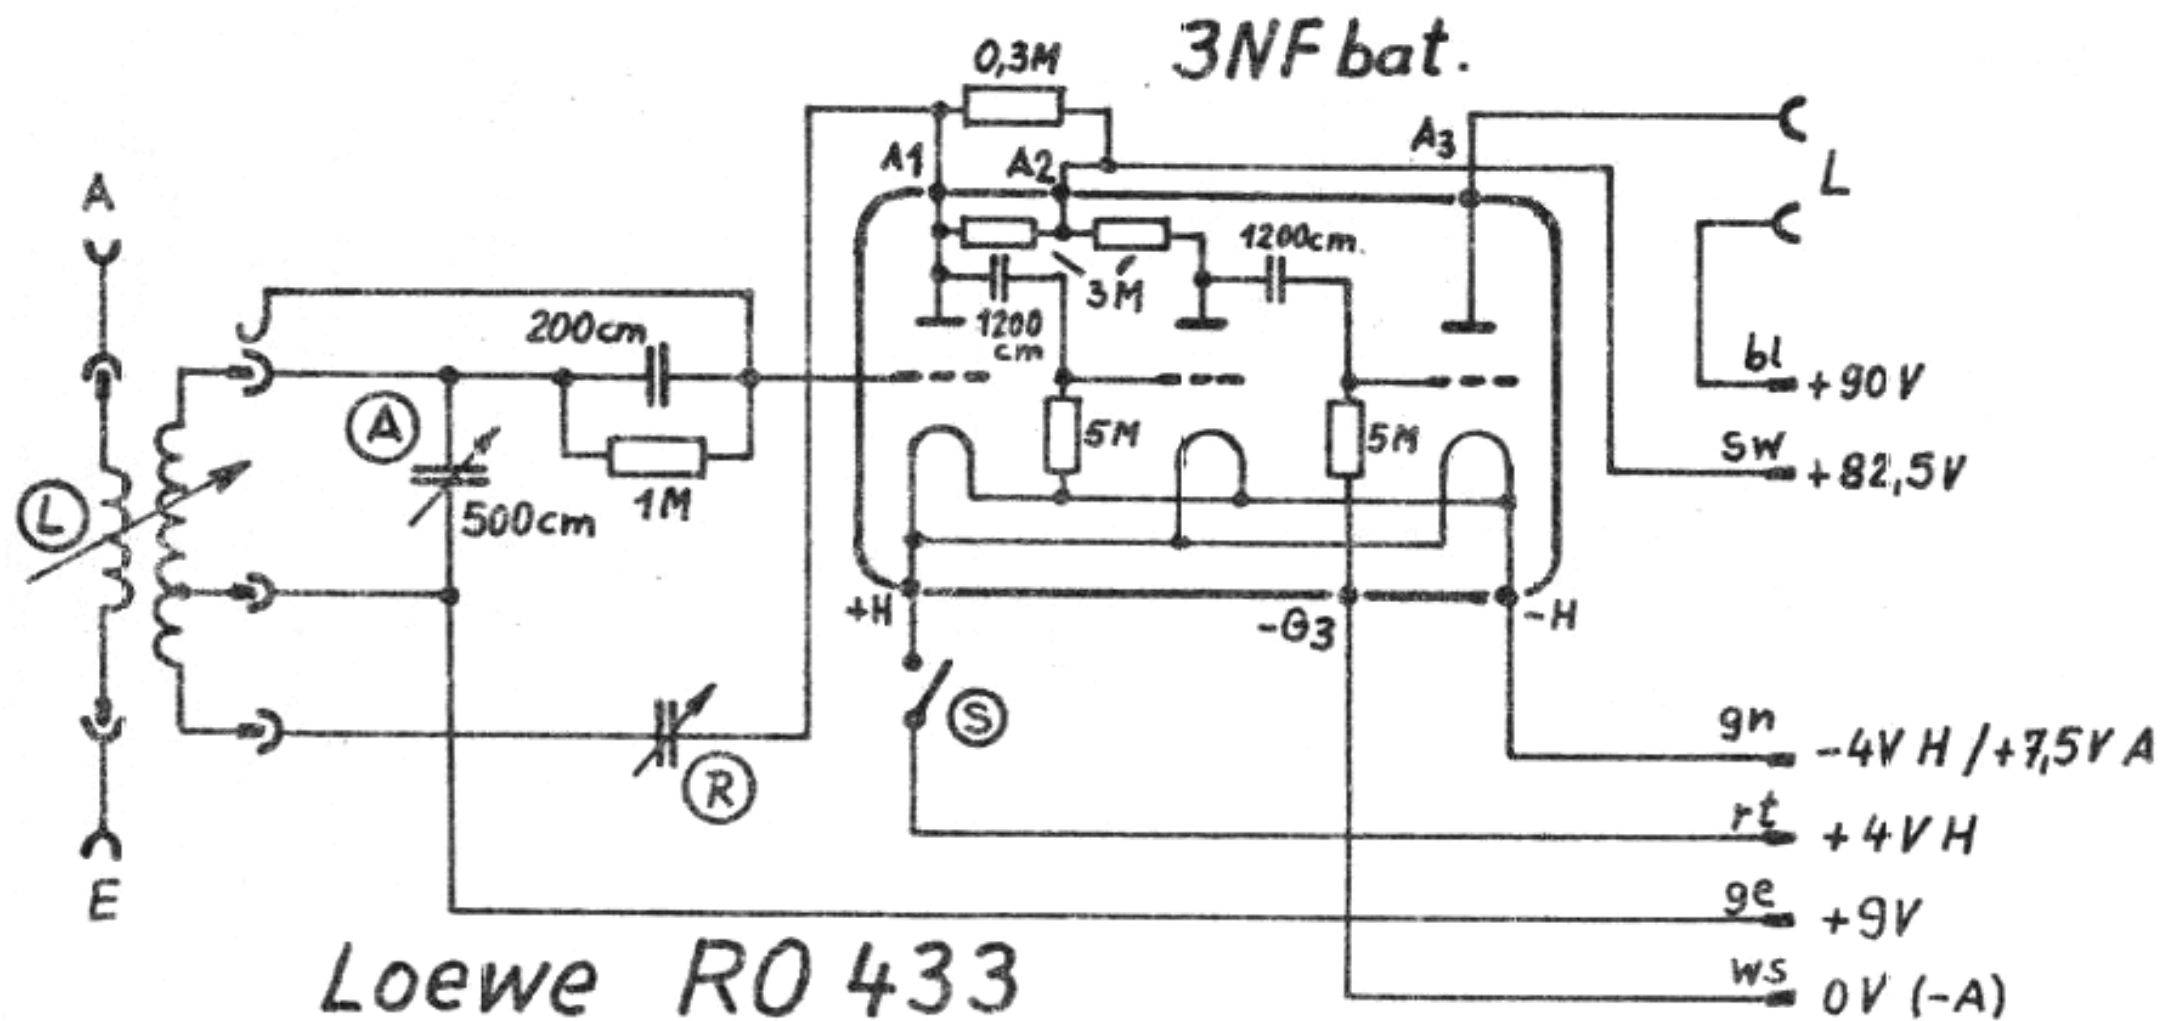 3NF bat.
0,3M
A1
A2
A3
L
A
3M
1200cm.
1200
cm
200cm
A
5M
5M
1M
500cm
L
bl
+90V
sw
+82,5V
+H
-G3
-H
S
R
gn
-4V H /+7,5V A
rt
+4V H
ge
+9V
ws
0V (-A)
E
Loewe RO 433